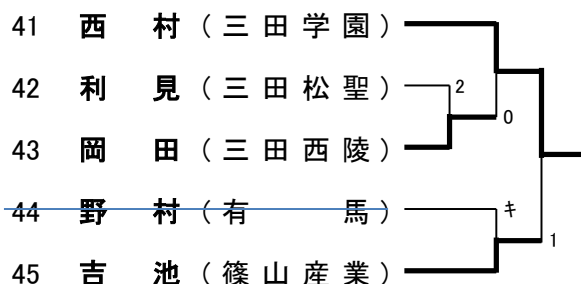 41 西 村 ( 三 田 学 園 )
42 利 見 ( 三 田 松 聖 ) 2
0
43 岡 田 ( 三 田 西 陵 )
44 野 村 ( 有 馬 ) キ
1
45 吉 池 ( 篠 山 産 業 )